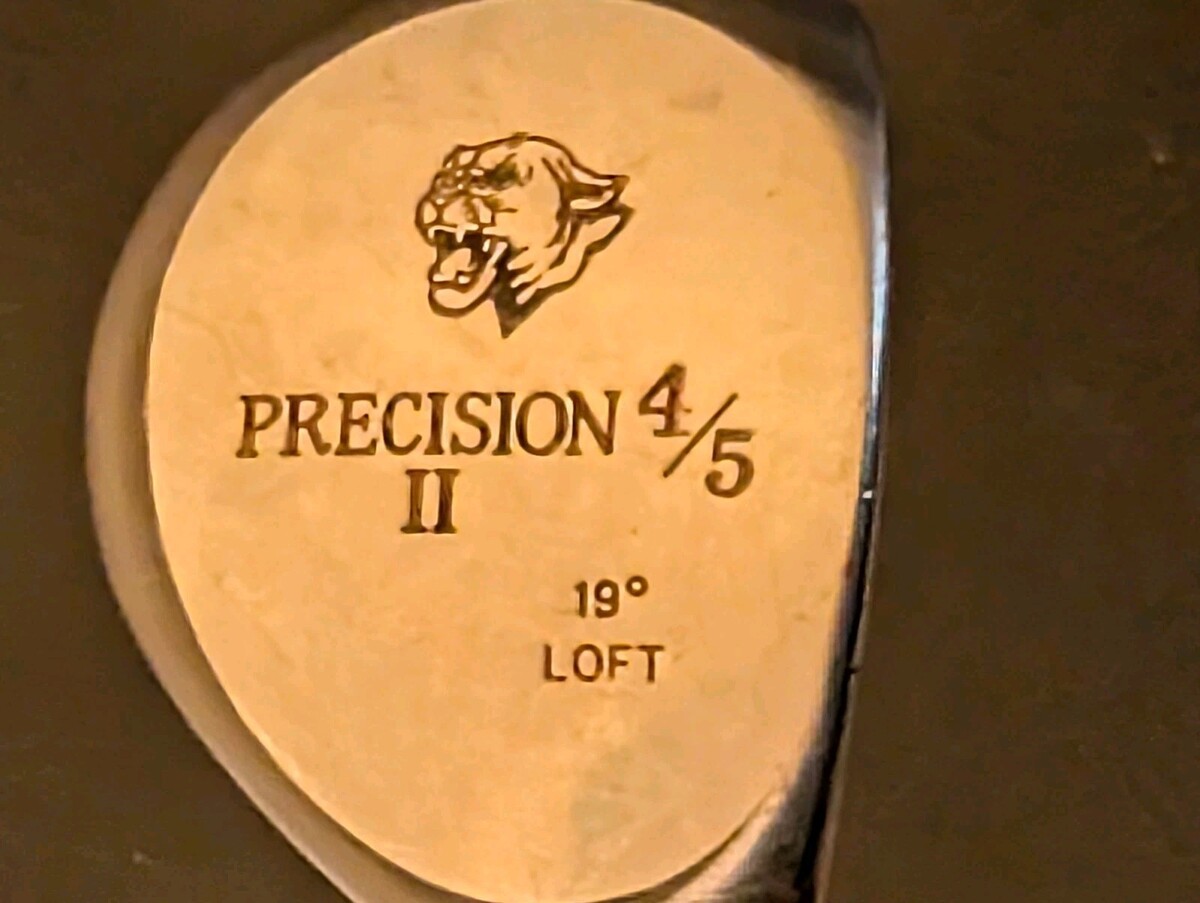 PRECISION 4/5
II
19°
LOFT